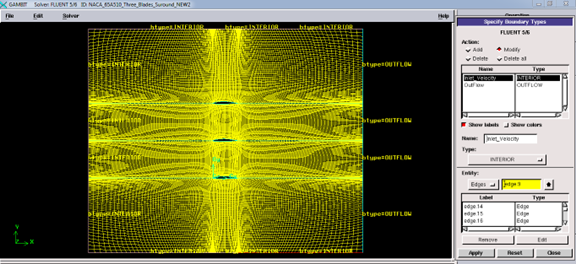 GAMBIT Solver: FLUENT 5/6 ID: NACA_65A510_Three_Blades_Suround_NEW2
File Edit Solver Help
btype=INTERIOR btype=OUTFLOW
btype=INTERIOR btype=OUTFLOW
btype=OUTFLOW
btype=OUTFLOW
btype=INTERIOR btype=OUTFLOW
btype=INTERIOR btype=OUTFLOW
Y
X
Operation
Specify Boundary Types
FLUENT 5/6
Action:
Add Modify
Delete Delete all
Name Type
Inlet_Velocity INTERIOR
OutFlow OUTFLOW
Show labels Show colors
Name: Inlet_Velocity
Type:
INTERIOR
Entity:
Edges edge.9
Label Type
edge.14 Edge
edge.15 Edge
edge.16 Edge
Remove Edit
Apply Reset Close